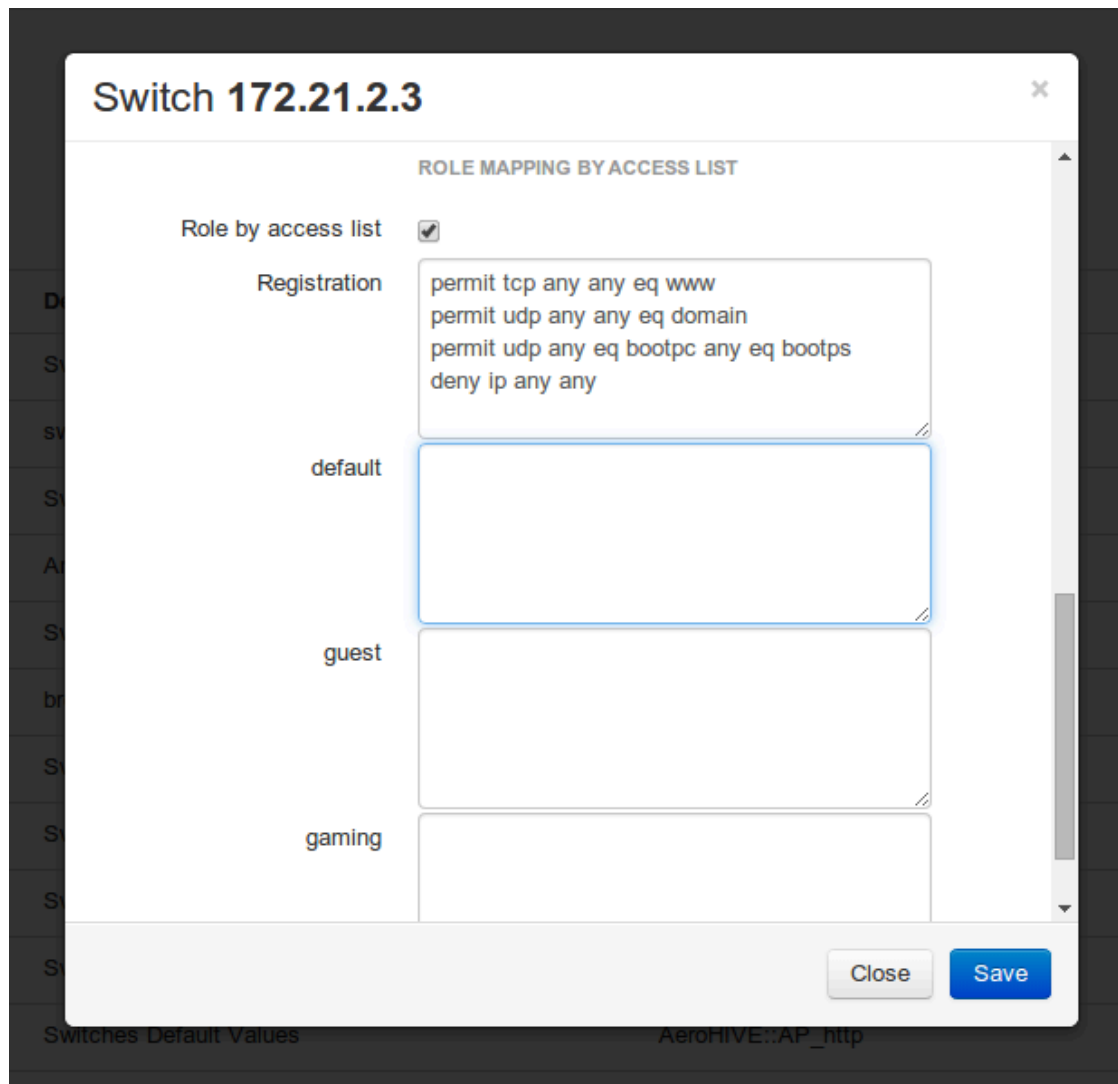 Switch 172.21.2.3
×
ROLE MAPPING BY ACCESS LIST
Role by access list
Registration
permit tcp any any eq www
permit udp any any eq domain
permit udp any eq bootpc any eq bootps
deny ip any any
default
guest
gaming
Close
Save
Switches Default Values
AeroHIVE::AP_http